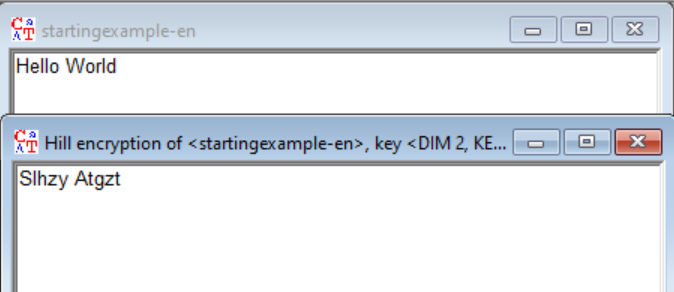 startingexample-en
Hello World
Hill encryption of <startingexample-en>, key <DIM 2, KE...
Slhzy Atgzt